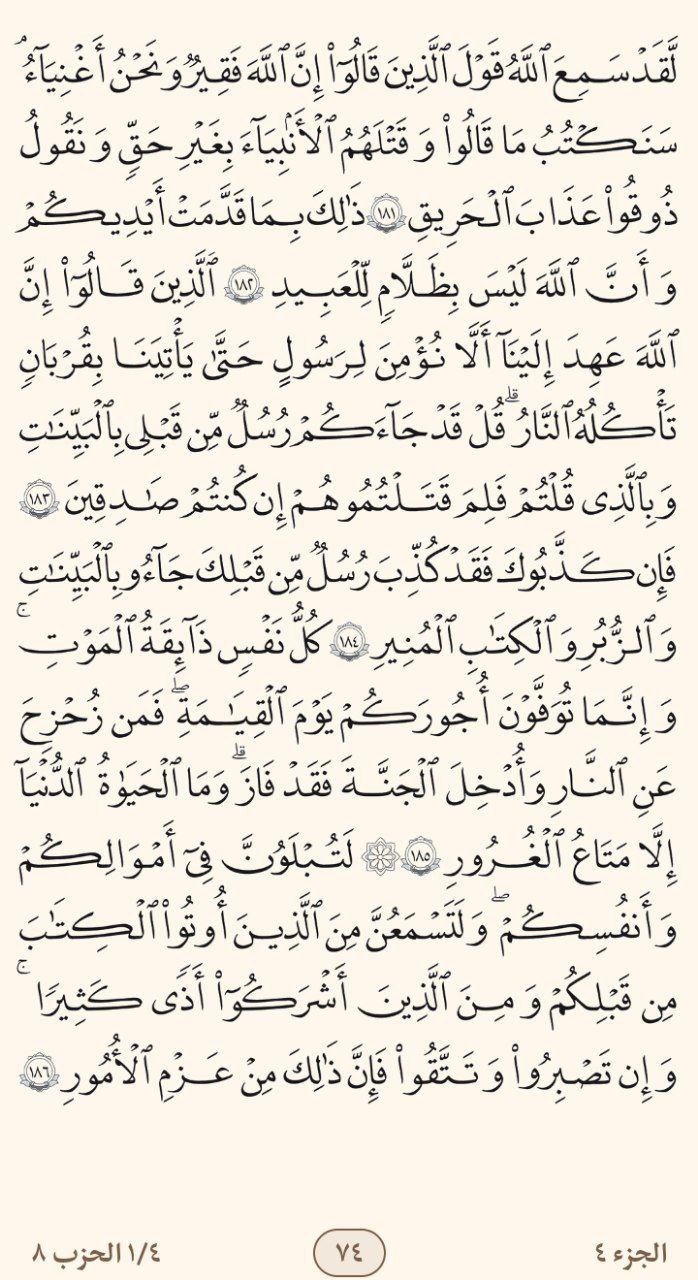 لَّقَدْ سَمِعَ ٱللَّهُ قَوْلَ ٱلَّذِينَ قَالُوٓا۟ إِنَّ ٱللَّهَ فَقِيرٌ وَنَحْنُ أَغْنِيَآءُ ۘ
سَنَكْتُبُ مَا قَالُوا۟ وَقَتْلَهُمُ ٱلْأَنۢبِيَآءَ بِغَيْرِ حَقٍّ وَنَقُولُ
ذُوقُوا۟ عَذَابَ ٱلْحَرِيقِ ١٨١ ذَٰلِكَ بِمَا قَدَّمَتْ أَيْدِيكُمْ
وَأَنَّ ٱللَّهَ لَيْسَ بِظَلَّامٍ لِّلْعَبِيدِ ١٨٢ ٱلَّذِينَ قَالُوٓا۟ إِنَّ
ٱللَّهَ عَهِدَ إِلَيْنَآ أَلَّا نُؤْمِنَ لِرَسُولٍ حَتَّىٰ يَأْتِيَنَا بِقُرْبَانٍ
تَأْكُلُهُ ٱلنَّارُ ۗ قُلْ قَدْ جَآءَكُمْ رُسُلٌ مِّن قَبْلِى بِٱلْبَيِّنَٰتِ
وَبِٱلَّذِى قُلْتُمْ فَلِمَ قَتَلْتُمُوهُمْ إِن كُنتُمْ صَٰدِقِينَ ١٨٣
فَإِن كَذَّبُوكَ فَقَدْ كُذِّبَ رُسُلٌ مِّن قَبْلِكَ جَآءُو بِٱلْبَيِّنَٰتِ
وَٱلزُّبُرِ وَٱلْكِتَٰبِ ٱلْمُنِيرِ ١٨٤ كُلُّ نَفْسٍ ذَآئِقَةُ ٱلْمَوْتِ ۚ
وَإِنَّمَا تُوَفَّوْنَ أُجُورَكُمْ يَوْمَ ٱلْقِيَٰمَةِ ۖ فَمَن زُحْزِحَ
عَنِ ٱلنَّارِ وَأُدْخِلَ ٱلْجَنَّةَ فَقَدْ فَازَ ۗ وَمَا ٱلْحَيَوٰةُ ٱلدُّنْيَآ
إِلَّا مَتَٰعُ ٱلْغُرُورِ ١٨٥ ۞ لَتُبْلَوُنَّ فِىٓ أَمْوَٰلِكُمْ
وَأَنفُسِكُمْ ۖ وَلَتَسْمَعُنَّ مِنَ ٱلَّذِينَ أُوتُوا۟ ٱلْكِتَٰبَ
مِن قَبْلِكُمْ وَمِنَ ٱلَّذِينَ أَشْرَكُوٓا۟ أَذًى كَثِيرًا ۚ
وَإِن تَصْبِرُوا۟ وَتَتَّقُوا۟ فَإِنَّ ذَٰلِكَ مِنْ عَزْمِ ٱلْأُمُورِ ١٨٦
الجزء ٤
٧٤
١/٤ الحزب ٨